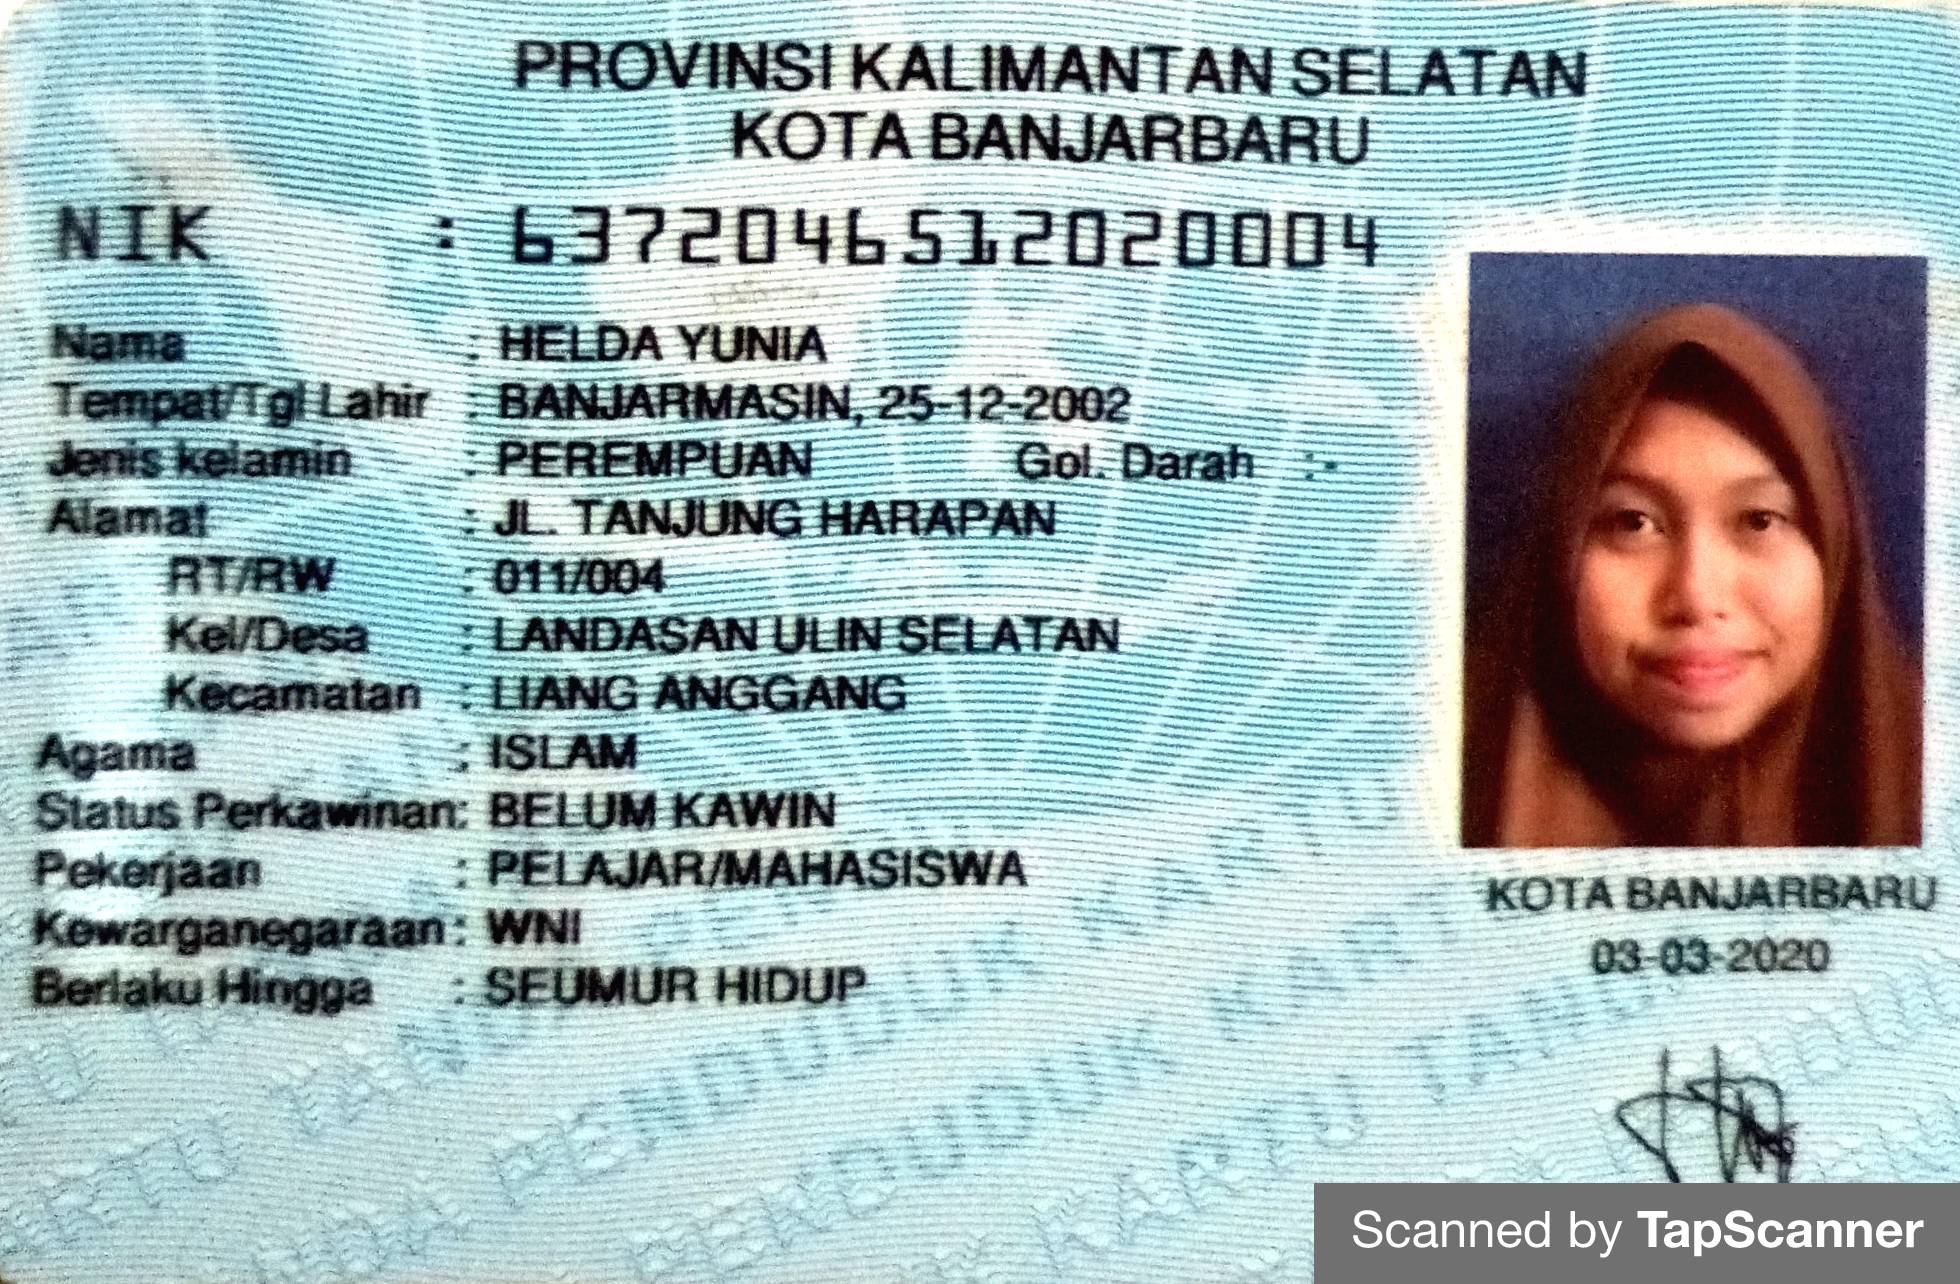 PROVINSI KALIMANTAN SELATAN
KOTA BANJARBARU
NIK : 6372046512020004
Nama : HELDA YUNIA
Tempat/Tgl Lahir : BANJARMASIN, 25-12-2002
Jenis kelamin : PEREMPUAN Gol. Darah :-
Alamat : JL. TANJUNG HARAPAN
RT/RW : 011/004
Kel/Desa : LANDASAN ULIN SELATAN
Kecamatan : LIANG ANGGANG
Agama : ISLAM
Status Perkawinan: BELUM KAWIN
Pekerjaan : PELAJAR/MAHASISWA
Kewarganegaraan: WNI
Berlaku Hingga : SEUMUR HIDUP
KOTA BANJARBARU
03-03-2020
Scanned by TapScanner